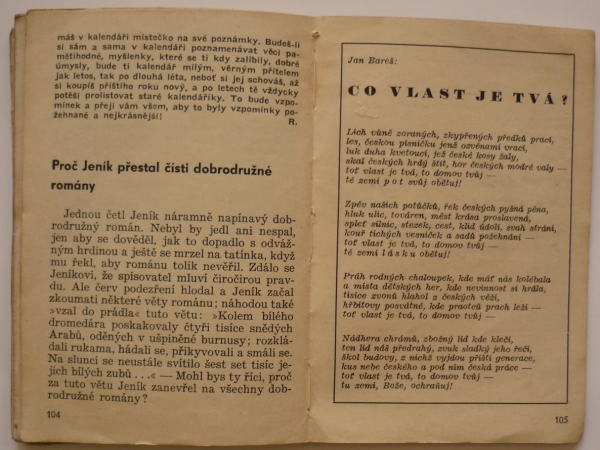 máš v kalendáři místečko na své poznámky. Budeš-li
si sám a sama v kalendáři poznamenávat věci pa-
mětihodné, myšlenky, které se ti kdy zalíbily, dobré
úmysly, bude ti kalendář milým, věrným přítelem
jak letos, tak po dlouhá léta, neboť si jej schováš, až
si koupíš příštího roku nový, a po letech tě vždycky
potěší prolistovat staré kalendáříky. To bude vzpo-
mínek a přeji vám všem, aby to byly vzpomínky po-
žehnané a nejkrásnější!
R.
Proč Jeník přestal čísti dobrodružné
romány
Jednou četl Jeník náramně napínavý dob-
rodružný román. Nebyl by jedl ani nespal,
jen aby se dověděl, jak to dopadlo s odváž-
ným hrdinou a ještě se mrzel na tatínka, když
mu řekl, aby románu tolik nevěřil. Zdálo se
Jeníkovi, že spisovatel mluví čiročirou prav-
du. Ale červ podezření hlodal a Jeník začal
zkoumati některé věty románu; náhodou také
»vzal do prádla« tuto větu: »Kolem bílého
dromedára poskakovaly čtyři tisíce snědých
Arabů, oděných v ušpiněné burnusy; rozklá-
dali rukama, hádali se, přikyvovali a smáli se.
Na slunci se neustále svítilo šest set tisíc je-
jich bílých zubů . . .« — Mohl bys ty říci, proč
za tuto větu Jeník zanevřel na všechny dob-
rodružné romány?
104
Jan Bareš:
CO VLAST JE TVÁ?
Lich vůně zoraných, zkypřených předků prací,
les, českou písničku jenž ozvěnami vrací,
luk duha kvetoucí, jež české kosy žaly,
skal českých hrdý štít, hor českých modré valy —
toť vlast je tvá, to domov tvůj —
té zemi pot svůj obětuj!
Zpěv našich potůčků, řek českých pyšná pěna,
hluk ulic, továren, měst krása proslavená,
spleť silnic, stezek, cest, klid údolí, svah strání,
kouř tichých vesniček a sadů požehnání —
toť vlast je tvá, to domov tvůj —
té zemi lásku obětuj!
Práh rodných chaloupek, kde máť nás kolébala
a místa dětských her, kde nevinnost si hrála,
tisíce zvonů hlahol z českých věží,
hřbitovy posvátné, kde praotců prach leží —
toť vlast je tvá, to domov tvůj —
Nádhera chrámů, zbožný lid kde klečí,
ten lid náš předrahý, zvuk sladký jeho řeči,
škol budovy, z nichž vyjdou příští generace,
kus nebe českého a pod ním česká práce —
toť vlast je tvá, to domov tvůj —
tu zemi, Bože, ochraňuj!
105